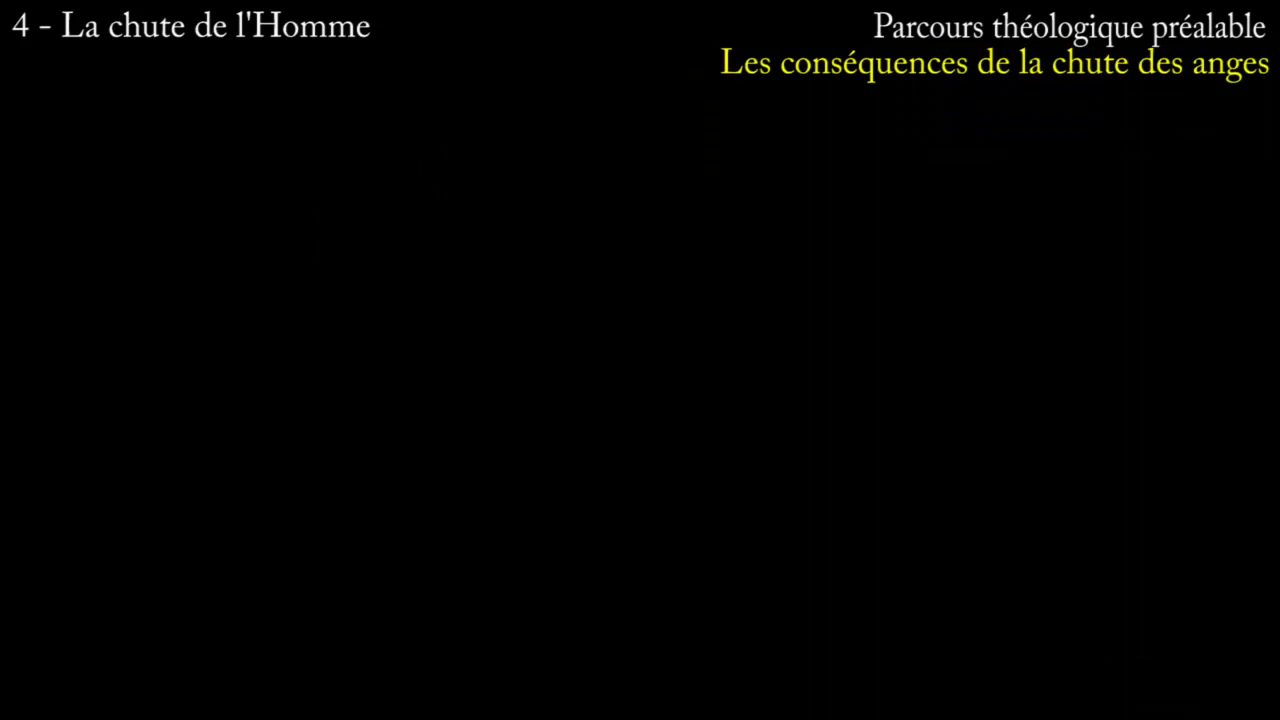 4 - La chute de l'Homme
Parcours théologique préalable
Les conséquences de la chute des anges